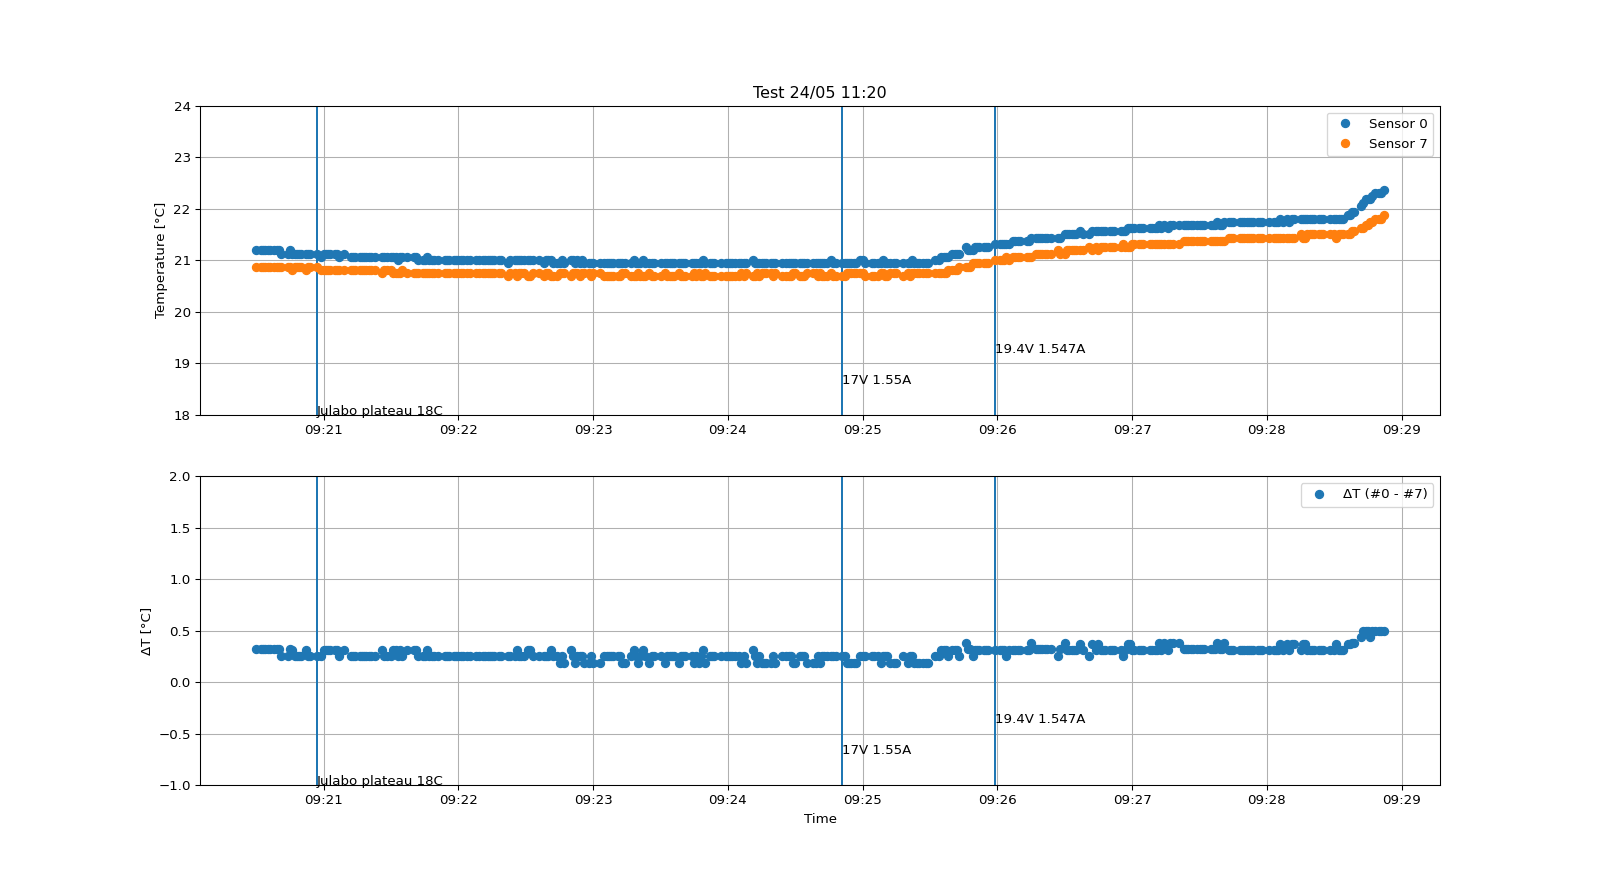 Test 24/05 11:20
24
23
22
21
20
19
18
Temperature [°C]
Sensor 0
Sensor 7
19.4V 1.547A
17V 1.55A
Julabo plateau 18C
09:21 09:22 09:23 09:24 09:25 09:26 09:27 09:28 09:29
2.0
1.5
1.0
0.5
0.0
−0.5
−1.0
ΔT [°C]
ΔT (#0 - #7)
19.4V 1.547A
17V 1.55A
Julabo plateau 18C
09:21 09:22 09:23 09:24 09:25 09:26 09:27 09:28 09:29
Time